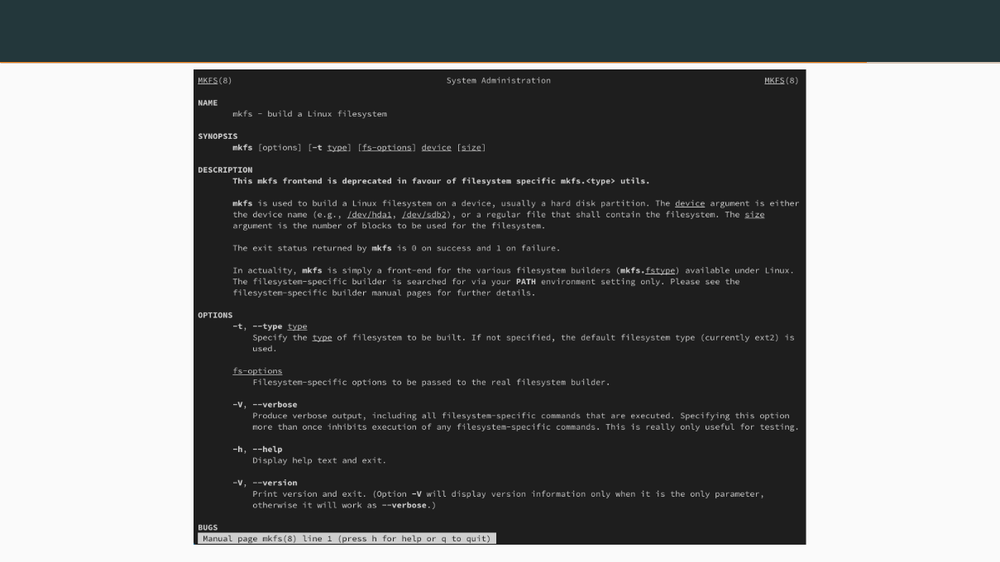 MKFS(8) System Administration MKFS(8)
NAME
mkfs - build a Linux filesystem
SYNOPSIS
mkfs [options] [-t type] [fs-options] device [size]
DESCRIPTION
This mkfs frontend is deprecated in favour of filesystem specific mkfs.<type> utils.
mkfs is used to build a Linux filesystem on a device, usually a hard disk partition. The device argument is either
the device name (e.g., /dev/hda1, /dev/sdb2), or a regular file that shall contain the filesystem. The size
argument is the number of blocks to be used for the filesystem.
The exit status returned by mkfs is 0 on success and 1 on failure.
In actuality, mkfs is simply a front-end for the various filesystem builders (mkfs.fstype) available under Linux.
The filesystem-specific builder is searched for via your PATH environment setting only. Please see the
filesystem-specific builder manual pages for further details.
OPTIONS
-t, --type type
Specify the type of filesystem to be built. If not specified, the default filesystem type (currently ext2) is
used.
fs-options
Filesystem-specific options to be passed to the real filesystem builder.
-V, --verbose
Produce verbose output, including all filesystem-specific commands that are executed. Specifying this option
more than once inhibits execution of any filesystem-specific commands. This is really only useful for testing.
-h, --help
Display help text and exit.
-V, --version
Print version and exit. (Option -V will display version information only when it is the only parameter,
otherwise it will work as --verbose.)
BUGS
Manual page mkfs(8) line 1 (press h for help or q to quit)